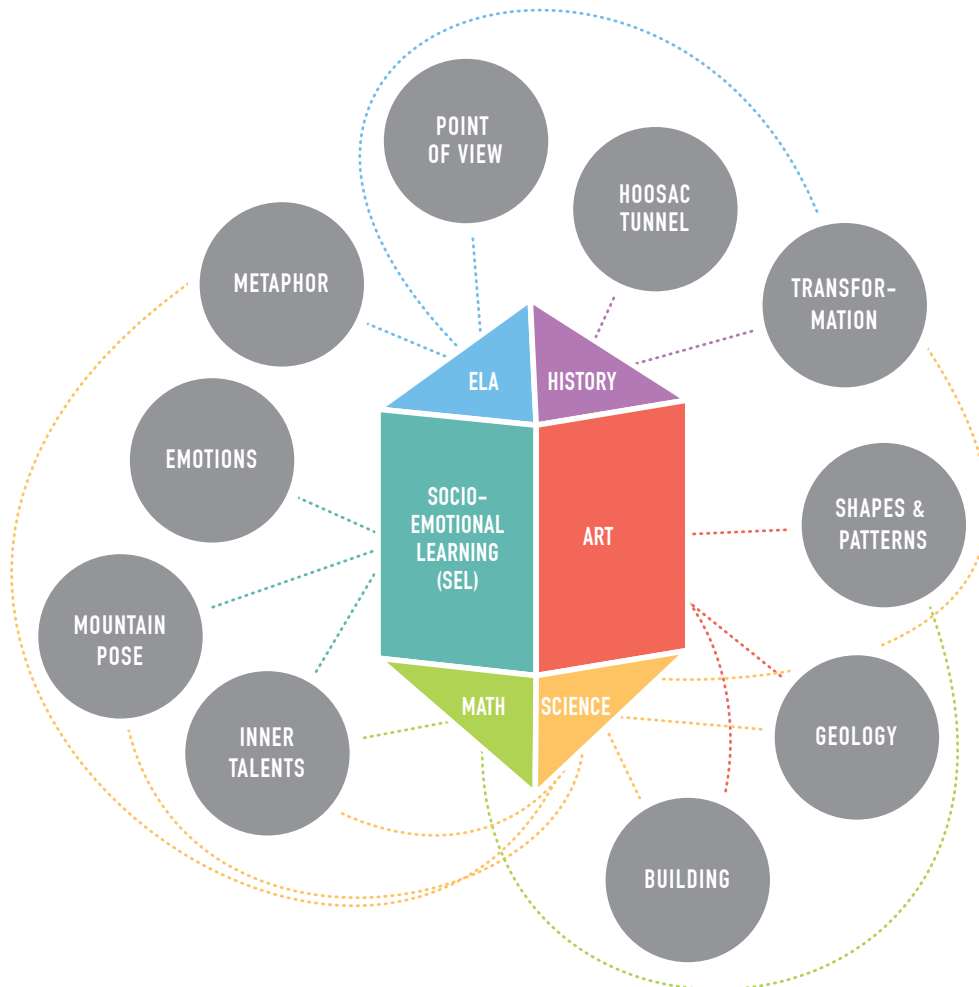 POINT
OF VIEW
HOOSAC
TUNNEL
METAPHOR
TRANSFOR-
MATION
ELA
HISTORY
EMOTIONS
SOCIO-
EMOTIONAL
LEARNING
(SEL)
ART
SHAPES &
PATTERNS
MOUNTAIN
POSE
MATH
SCIENCE
INNER
TALENTS
GEOLOGY
BUILDING